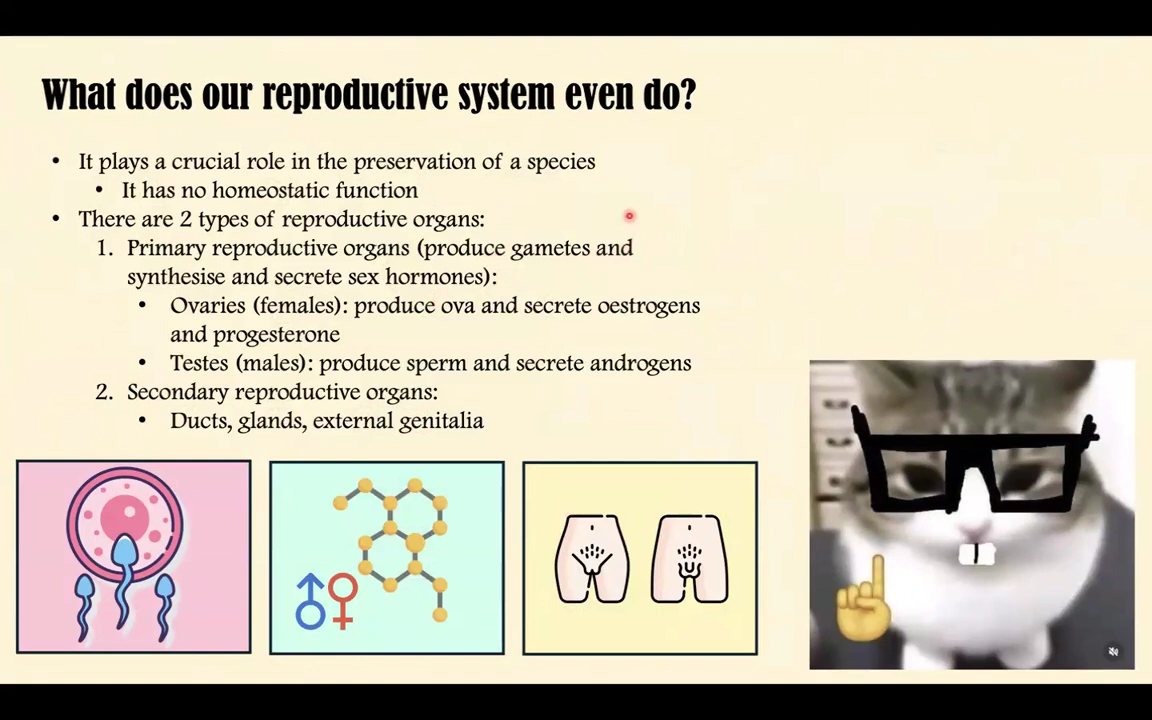 What does our reproductive system even do?
• It plays a crucial role in the preservation of a species
• It has no homeostatic function
• There are 2 types of reproductive organs:
1. Primary reproductive organs (produce gametes and
synthesise and secrete sex hormones):
• Ovaries (females): produce ova and secrete oestrogens
and progesterone
• Testes (males): produce sperm and secrete androgens
2. Secondary reproductive organs:
• Ducts, glands, external genitalia